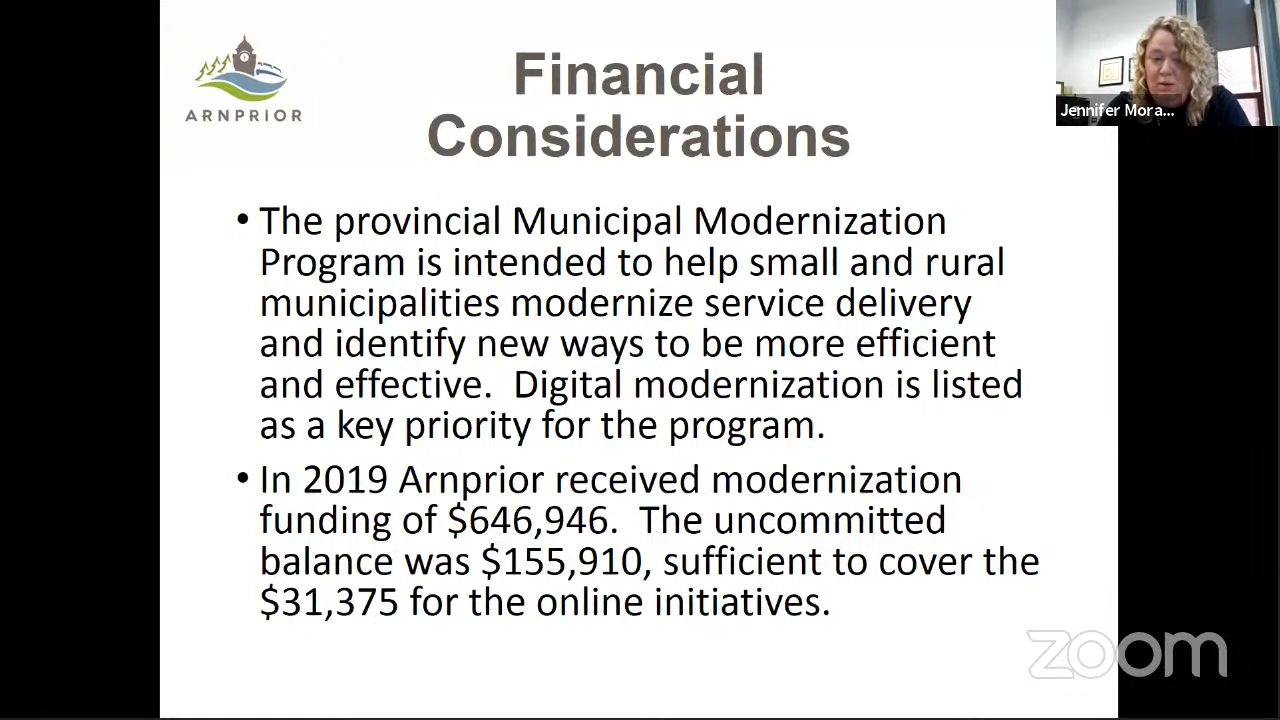 ARNPRIOR
Financial
Considerations
Jennifer Mora...
• The provincial Municipal Modernization
Program is intended to help small and rural
municipalities modernize service delivery
and identify new ways to be more efficient
and effective.  Digital modernization is listed
as a key priority for the program.
• In 2019 Arnprior received modernization
funding of $646,946.  The uncommitted
balance was $155,910, sufficient to cover the
$31,375 for the online initiatives.
zoom